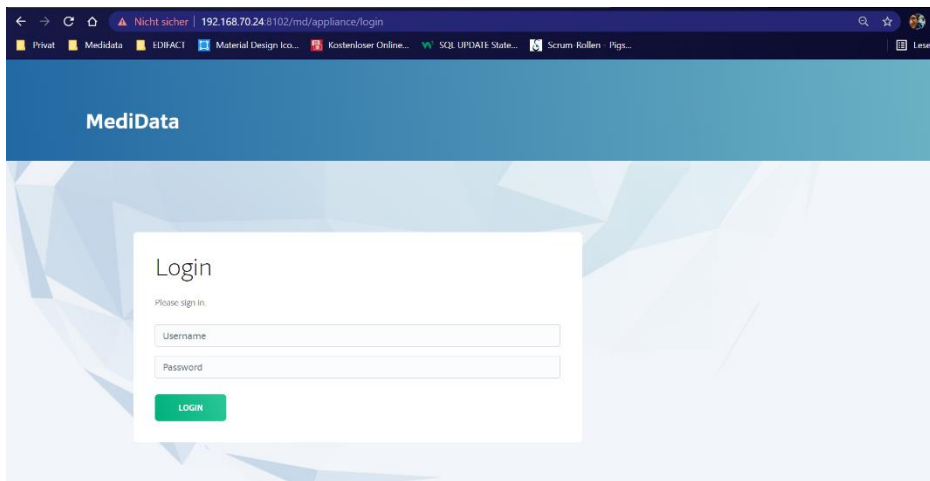 Nicht sicher | 192.168.70.24:8102/md/appliance/login
Privat Medidata EDIFACT Material Design Ico... Kostenloser Online... SQL UPDATE State... Scrum-Rollen - Pigs... Lese
MediData
Login
Please sign in.
Username
Password
LOGIN